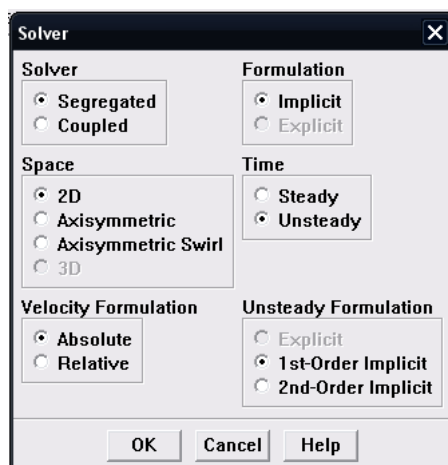 Solver
Solver
Segregated
Coupled
Formulation
Implicit
Explicit
Space
2D
Axisymmetric
Axisymmetric Swirl
3D
Time
Steady
Unsteady
Velocity Formulation
Absolute
Relative
Unsteady Formulation
Explicit
1st-Order Implicit
2nd-Order Implicit
OK Cancel Help